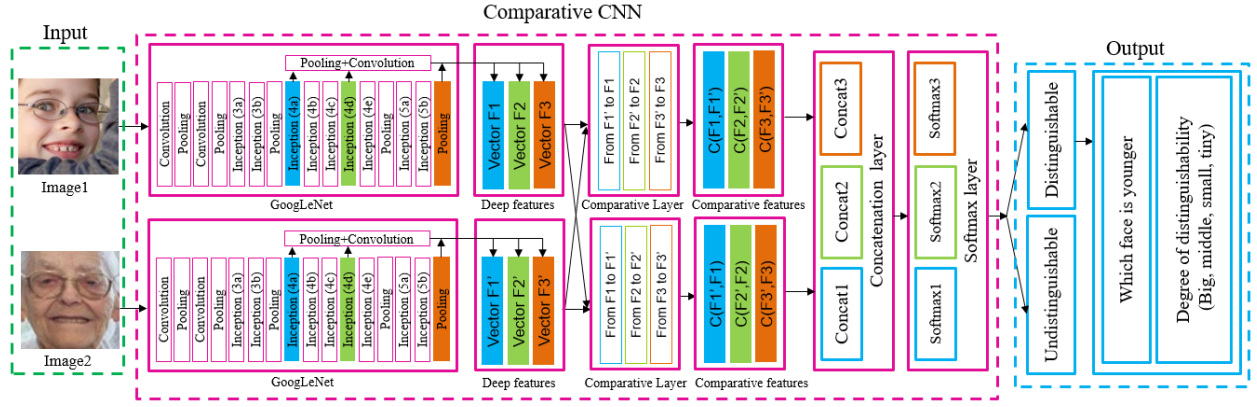 Comparative CNN
Input
Image1
Image2
Pooling+Convolution
Convolution
Pooling
Convolution
Pooling
Inception (3a)
Inception (3b)
Pooling
Inception (4a)
Inception (4b)
Inception (4c)
Inception (4d)
Inception (4e)
Pooling
Inception (5a)
Inception (5b)
Pooling
GoogLeNet
Vector F1
Vector F2
Vector F3
Deep features
From F1' to F1
From F2' to F2
From F3' to F3
Comparative Layer
C(F1,F1')
C(F2,F2')
C(F3,F3')
Comparative features
Pooling+Convolution
Convolution
Pooling
Convolution
Pooling
Inception (3a)
Inception (3b)
Pooling
Inception (4a)
Inception (4b)
Inception (4c)
Inception (4d)
Inception (4e)
Pooling
Inception (5a)
Inception (5b)
Pooling
GoogLeNet
Vector F1'
Vector F2'
Vector F3'
Deep features
From F1 to F1'
From F2 to F2'
From F3 to F3'
Comparative Layer
C(F1',F1)
C(F2',F2)
C(F3',F3)
Comparative features
Concat3
Concat2
Concat1
Concatenation layer
Softmax3
Softmax2
Softmax1
Softmax layer
Output
Distinguishable
Undistinguishable
Which face is younger
Degree of distinguishability
(Big, middle, small, tiny)